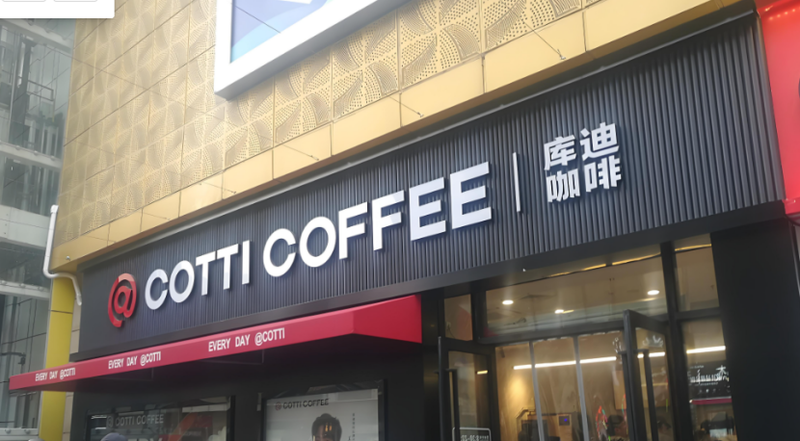 @ COTTI COFFEE
库迪
咖啡
EVERY DAY @COTTI
EVERY DAY @COTTI
EVERY DAY @COTTI
COTTI COFFEE
@ COTTI COFFEE